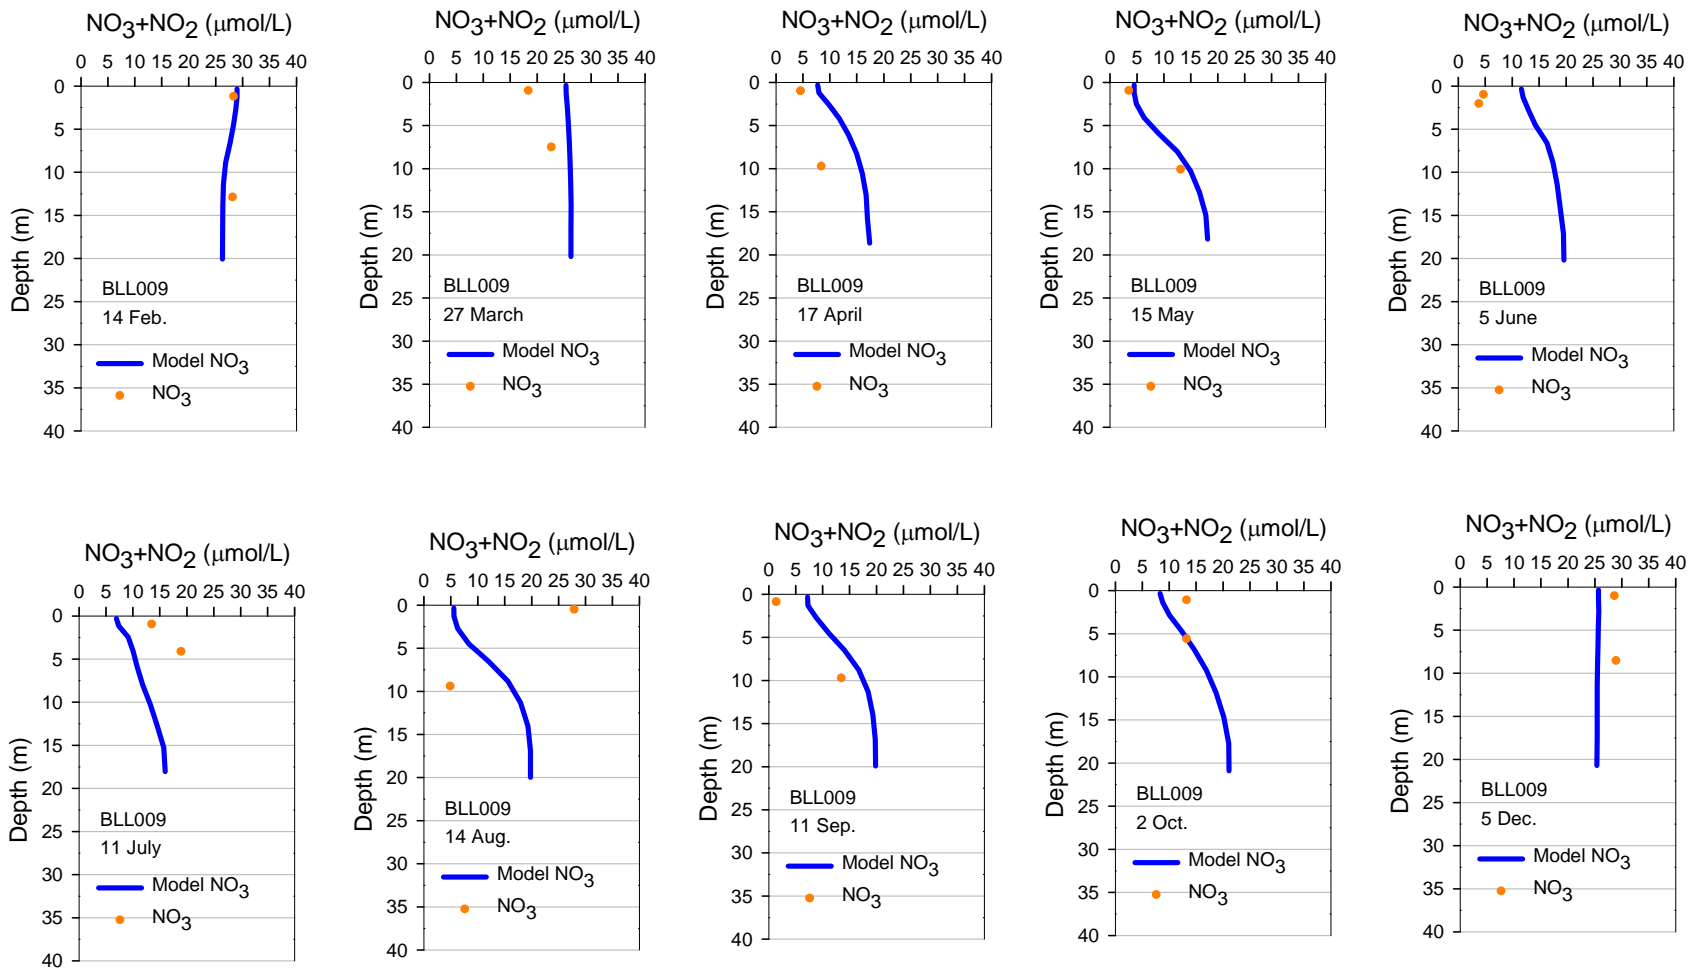 NO3+NO2 (μmol/L)
0 5 10 15 20 25 30 35 40
0
5
10
15
20
25
30
35
40
Depth (m)
BLL009
14 Feb.
Model NO3
NO3
NO3+NO2 (μmol/L)
0 5 10 15 20 25 30 35 40
0
5
10
15
20
25
30
35
40
Depth (m)
BLL009
27 March
Model NO3
NO3
NO3+NO2 (μmol/L)
0 5 10 15 20 25 30 35 40
0
5
10
15
20
25
30
35
40
Depth (m)
BLL009
17 April
Model NO3
NO3
NO3+NO2 (μmol/L)
0 5 10 15 20 25 30 35 40
0
5
10
15
20
25
30
35
40
Depth (m)
BLL009
15 May
Model NO3
NO3
NO3+NO2 (μmol/L)
0 5 10 15 20 25 30 35 40
0
5
10
15
20
25
30
35
40
Depth (m)
BLL009
5 June
Model NO3
NO3
NO3+NO2 (μmol/L)
0 5 10 15 20 25 30 35 40
0
5
10
15
20
25
30
35
40
Depth (m)
BLL009
11 July
Model NO3
NO3
NO3+NO2 (μmol/L)
0 5 10 15 20 25 30 35 40
0
5
10
15
20
25
30
35
40
Depth (m)
BLL009
14 Aug.
Model NO3
NO3
NO3+NO2 (μmol/L)
0 5 10 15 20 25 30 35 40
0
5
10
15
20
25
30
35
40
Depth (m)
BLL009
11 Sep.
Model NO3
NO3
NO3+NO2 (μmol/L)
0 5 10 15 20 25 30 35 40
0
5
10
15
20
25
30
35
40
Depth (m)
BLL009
2 Oct.
Model NO3
NO3
NO3+NO2 (μmol/L)
0 5 10 15 20 25 30 35 40
0
5
10
15
20
25
30
35
40
Depth (m)
BLL009
5 Dec.
Model NO3
NO3